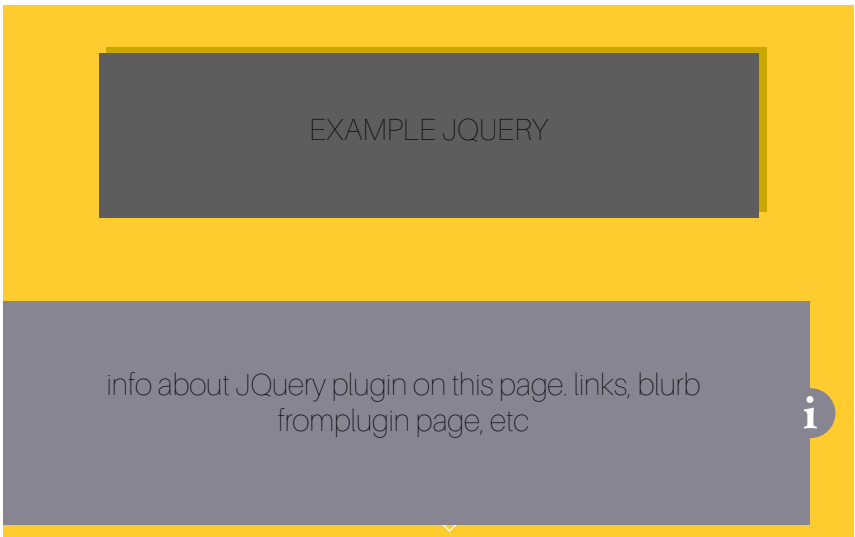 EXAMPLE JQUERY
info about JQuery plugin on this page. links, blurb
fromplugin page, etc
i